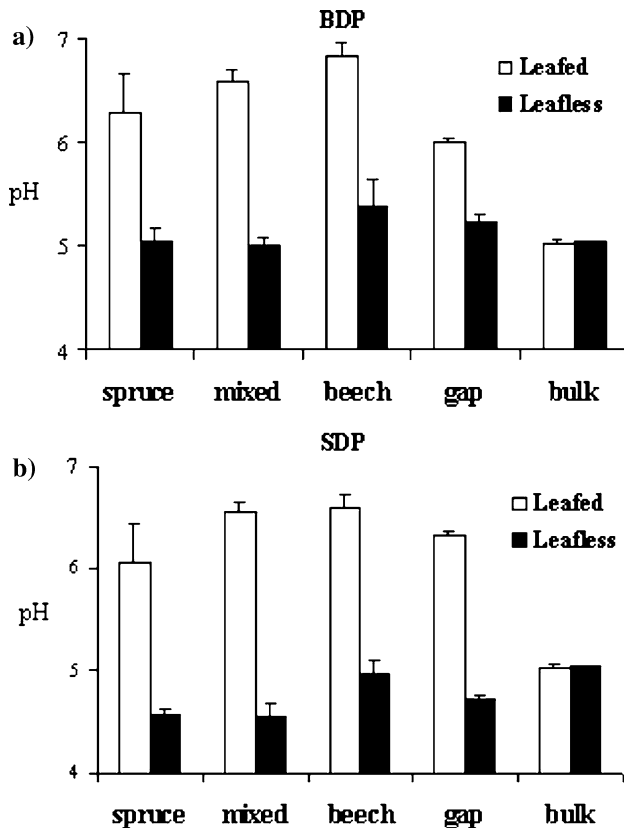 a)
BDP
7
Leafed
Leafless
6
pH
5
4
spruce mixed beech gap bulk
SDP
b)
7
Leafed
Leafless
6
pH
5
4
spruce mixed beech gap bulk